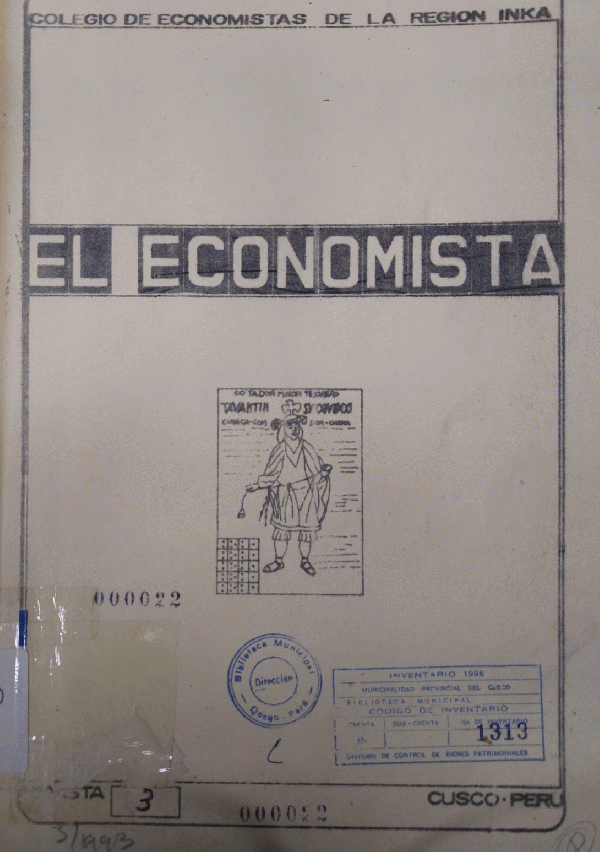 COLEGIO DE ECONOMISTAS DE LA REGION INKA
EL ECONOMISTA
TAVANTIN
000022
Biblioteca Municipal
Dirección
Qosqo - Perú
INVENTARIO 1996
MUNICIPALIDAD PROVINCIAL DEL CUSCO
BIBLIOTECA MUNICIPAL
CODIGO DE INVENTARIO
CUENTA SUB - CUENTA No DE INVENTARIO
1313
DIVISION DE CONTROL DE BIENES PATRIMONIALES
3
CUSCO - PERU
000022
3/1993